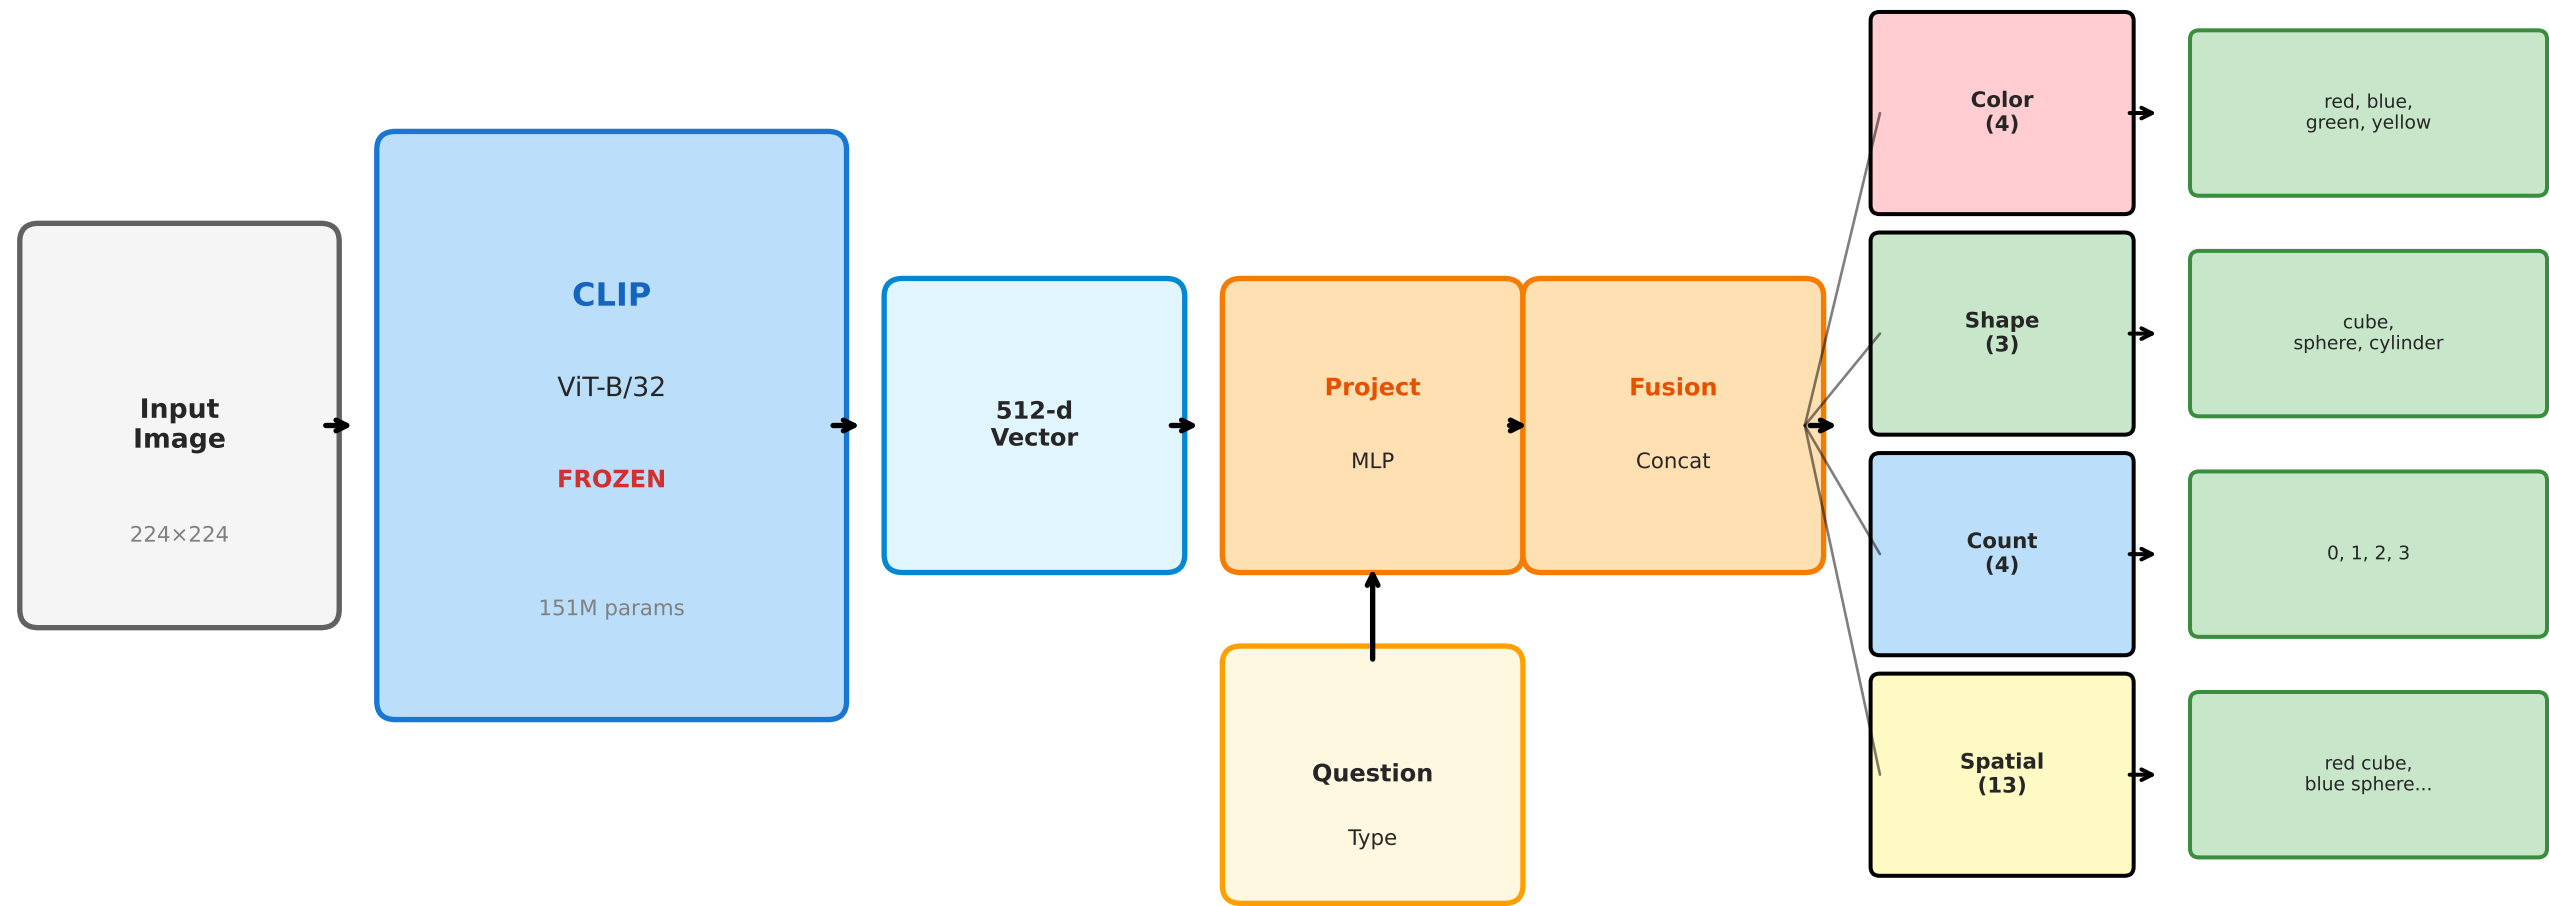 Input
Image
224×224
CLIP
ViT-B/32
FROZEN
151M params
512-d
Vector
Project
MLP
Fusion
Concat
Question
Type
Color
(4)
red, blue,
green, yellow
Shape
(3)
cube,
sphere, cylinder
Count
(4)
0, 1, 2, 3
Spatial
(13)
red cube,
blue sphere...